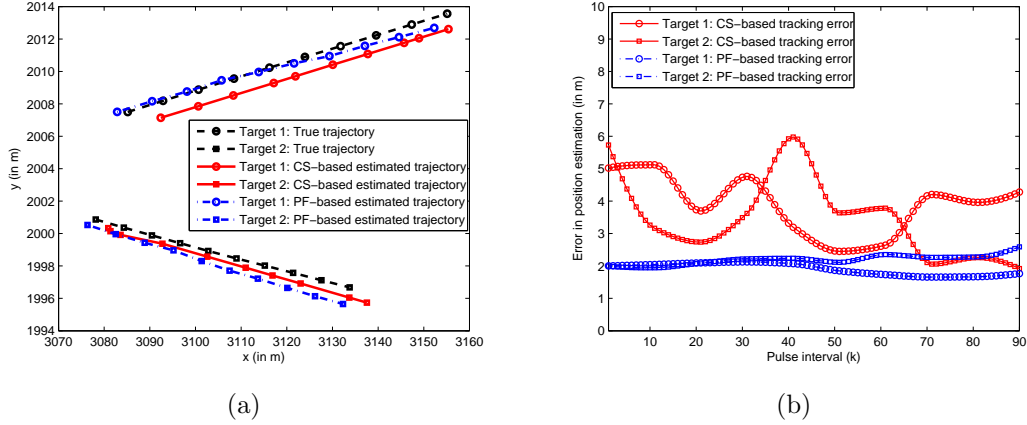 2014
2012
2010
2008
2006
2004
2002
2000
1998
1996
1994
y (in m)
3070 3080 3090 3100 3110 3120 3130 3140 3150 3160
x (in m)
Target 1: True trajectory
Target 2: True trajectory
Target 1: CS-based estimated trajectory
Target 2: CS-based estimated trajectory
Target 1: PF-based estimated trajectory
Target 2: PF-based estimated trajectory
(a)
10
9
8
7
6
5
4
3
2
1
0
Error in position estimation (in m)
10 20 30 40 50 60 70 80 90
Pulse interval (k)
Target 1: CS-based tracking error
Target 2: CS-based tracking error
Target 1: PF-based tracking error
Target 2: PF-based tracking error
(b)